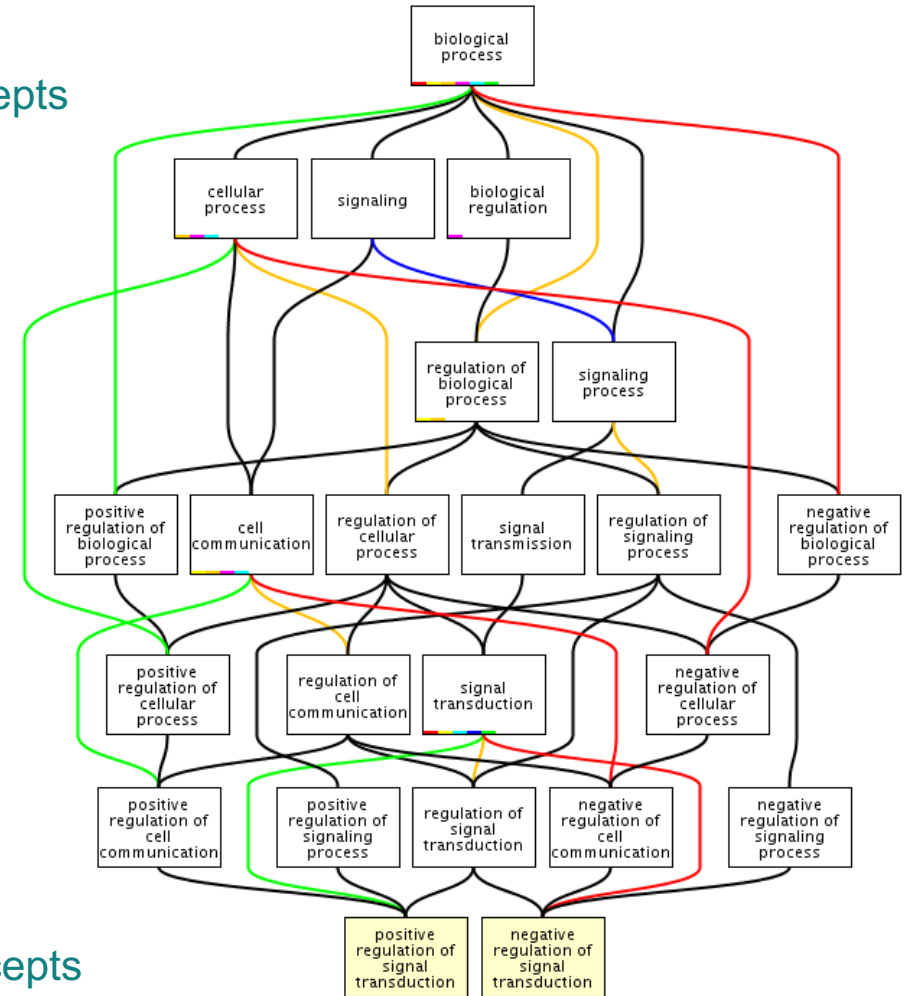 biological
process
epts
cellular
process
signaling
biological
regulation
regulation of
biological
process
signaling
process
positive
regulation of
biological
process
cell
communication
regulation of
cellular
process
signal
transmission
regulation of
signaling
process
negative
regulation of
biological
process
positive
regulation of
cellular
process
regulation of
cell
communication
signal
transduction
negative
regulation of
cellular
process
positive
regulation of
cell
communication
positive
regulation of
signaling
process
regulation of
signal
transduction
negative
regulation of
cell
communication
negative
regulation of
signaling
process
cepts
positive
regulation of
signal
transduction
negative
regulation of
signal
transduction